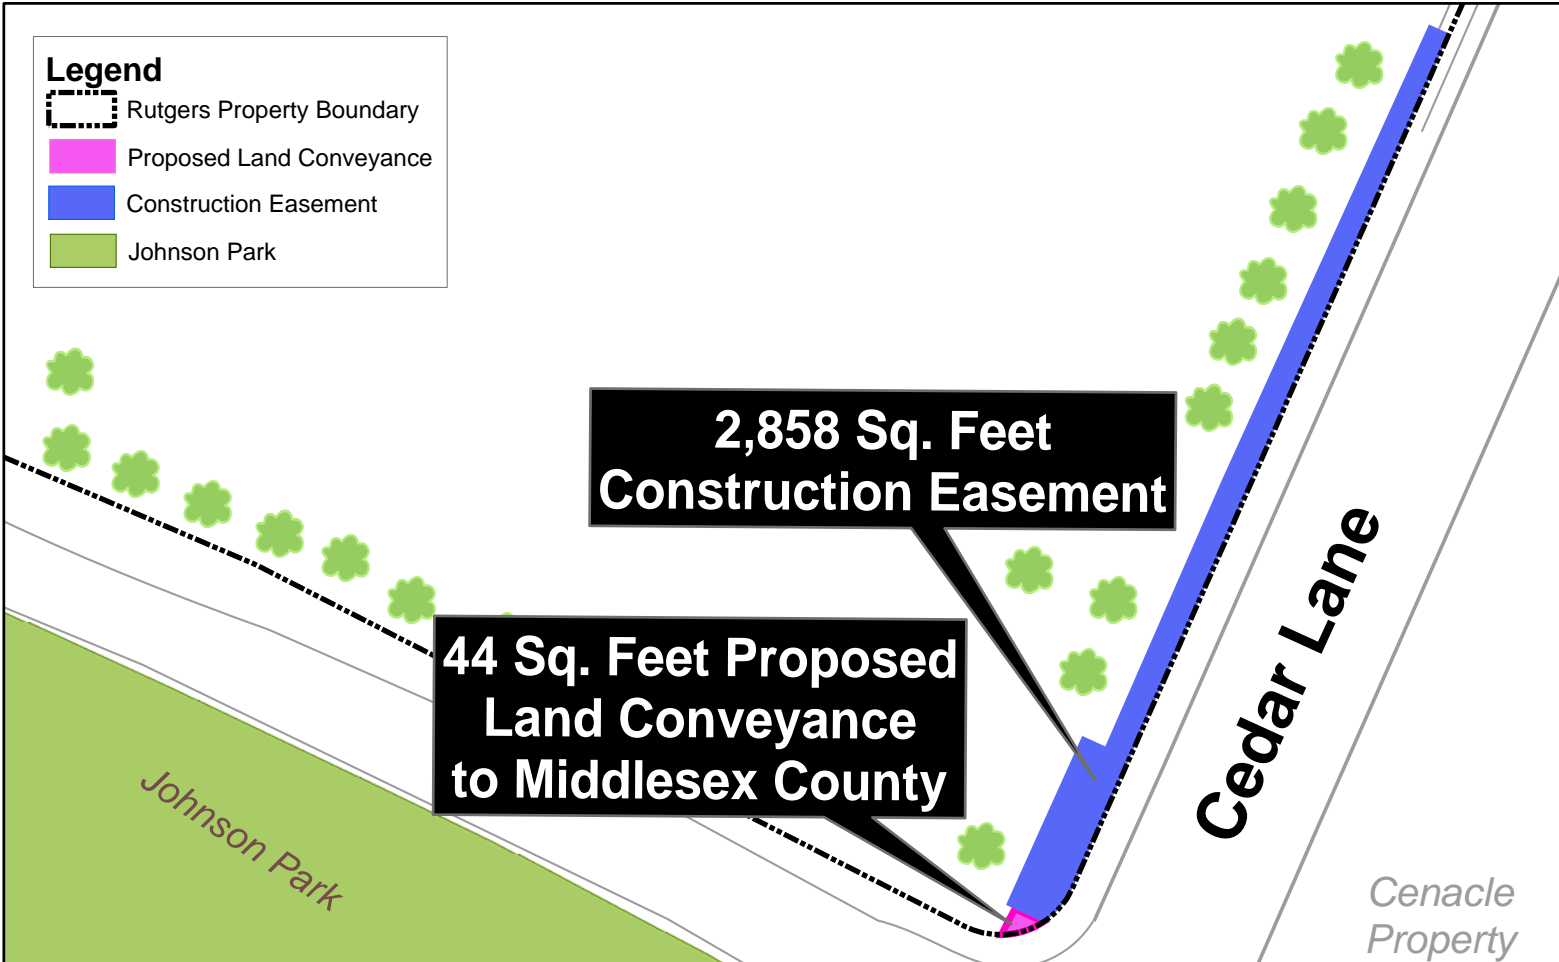 Legend
Rutgers Property Boundary
Proposed Land Conveyance
Construction Easement
Johnson Park
2,858 Sq. Feet
Construction Easement
44 Sq. Feet Proposed
Land Conveyance
to Middlesex County
Cedar Lane
Johnson Park
Cenacle
Property